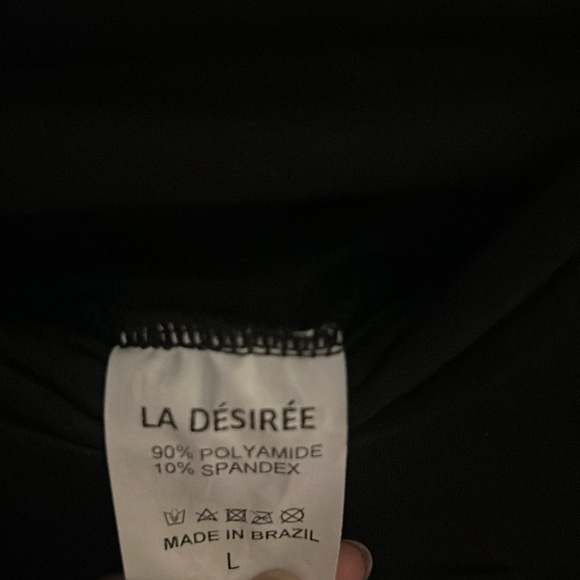 LA DÉSIRÉE
90% POLYAMIDE
10% SPANDEX
MADE IN BRAZIL
L